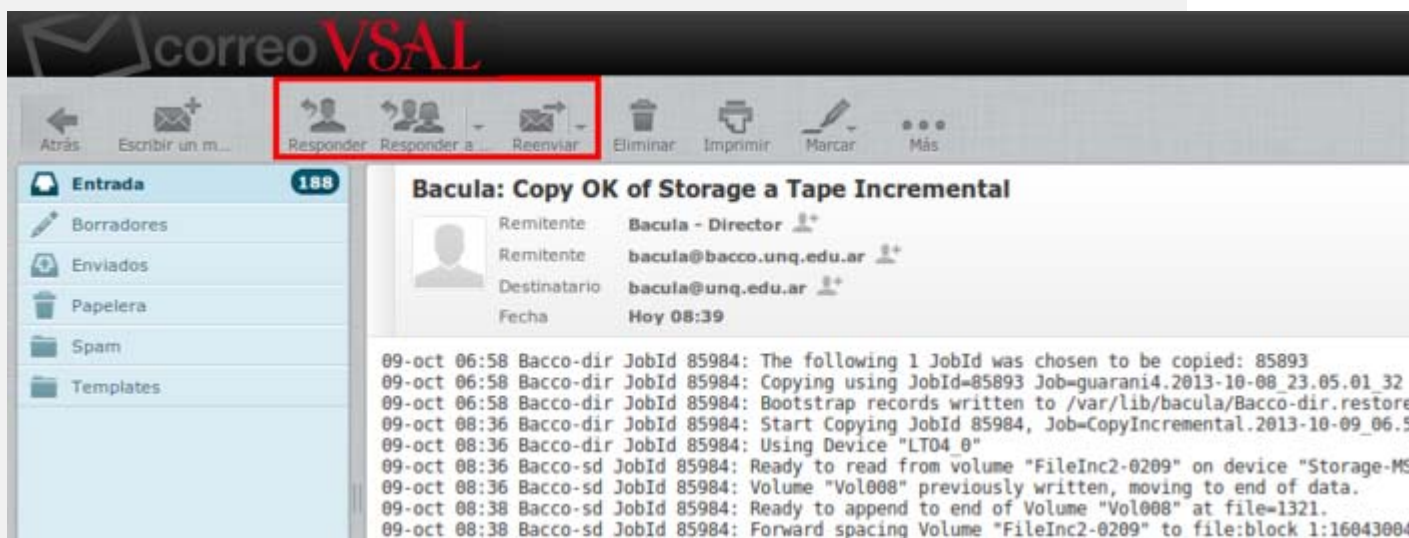 correo VSAL
Atrás Escribir un m... Responder Responder a ... Reenviar Eliminar Imprimir Marcar Más
Entrada 188
Borradores
Enviados
Papelera
Spam
Templates
Bacula: Copy OK of Storage a Tape Incremental
Remitente Bacula - Director
Remitente bacula@bacco.unq.edu.ar
Destinatario bacula@unq.edu.ar
Fecha Hoy 08:39
09-oct 06:58 Bacco-dir JobId 85984: The following 1 JobId was chosen to be copied: 85893
09-oct 06:58 Bacco-dir JobId 85984: Copying using JobId=85893 Job=guarani4.2013-10-08_23.05.01_32
09-oct 06:58 Bacco-dir JobId 85984: Bootstrap records written to /var/lib/bacula/Bacco-dir.restore
09-oct 08:36 Bacco-dir JobId 85984: Start Copying JobId 85984, Job=CopyIncremental.2013-10-09_06.5
09-oct 08:36 Bacco-dir JobId 85984: Using Device "LTO4_0"
09-oct 08:36 Bacco-sd JobId 85984: Ready to read from volume "FileInc2-0209" on device "Storage-MS
09-oct 08:36 Bacco-sd JobId 85984: Volume "Vol008" previously written, moving to end of data.
09-oct 08:38 Bacco-sd JobId 85984: Ready to append to end of Volume "Vol008" at file=1321.
09-oct 08:38 Bacco-sd JobId 85984: Forward spacing Volume "FileInc2-0209" to file:block 1:16043004